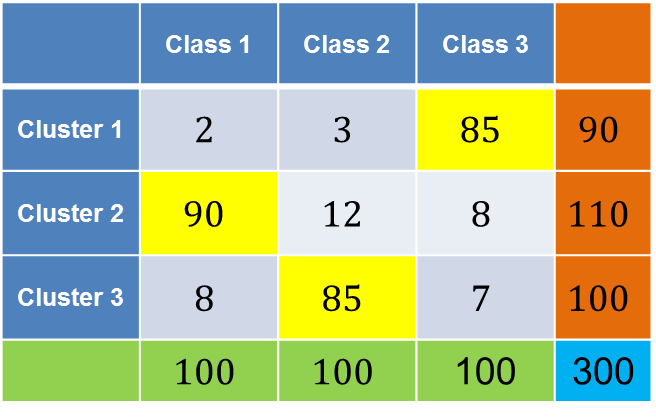 Class 1 Class 2 Class 3
Cluster 1 2 3 85 90
Cluster 2 90 12 8 110
Cluster 3 8 85 7 100
100 100 100 300